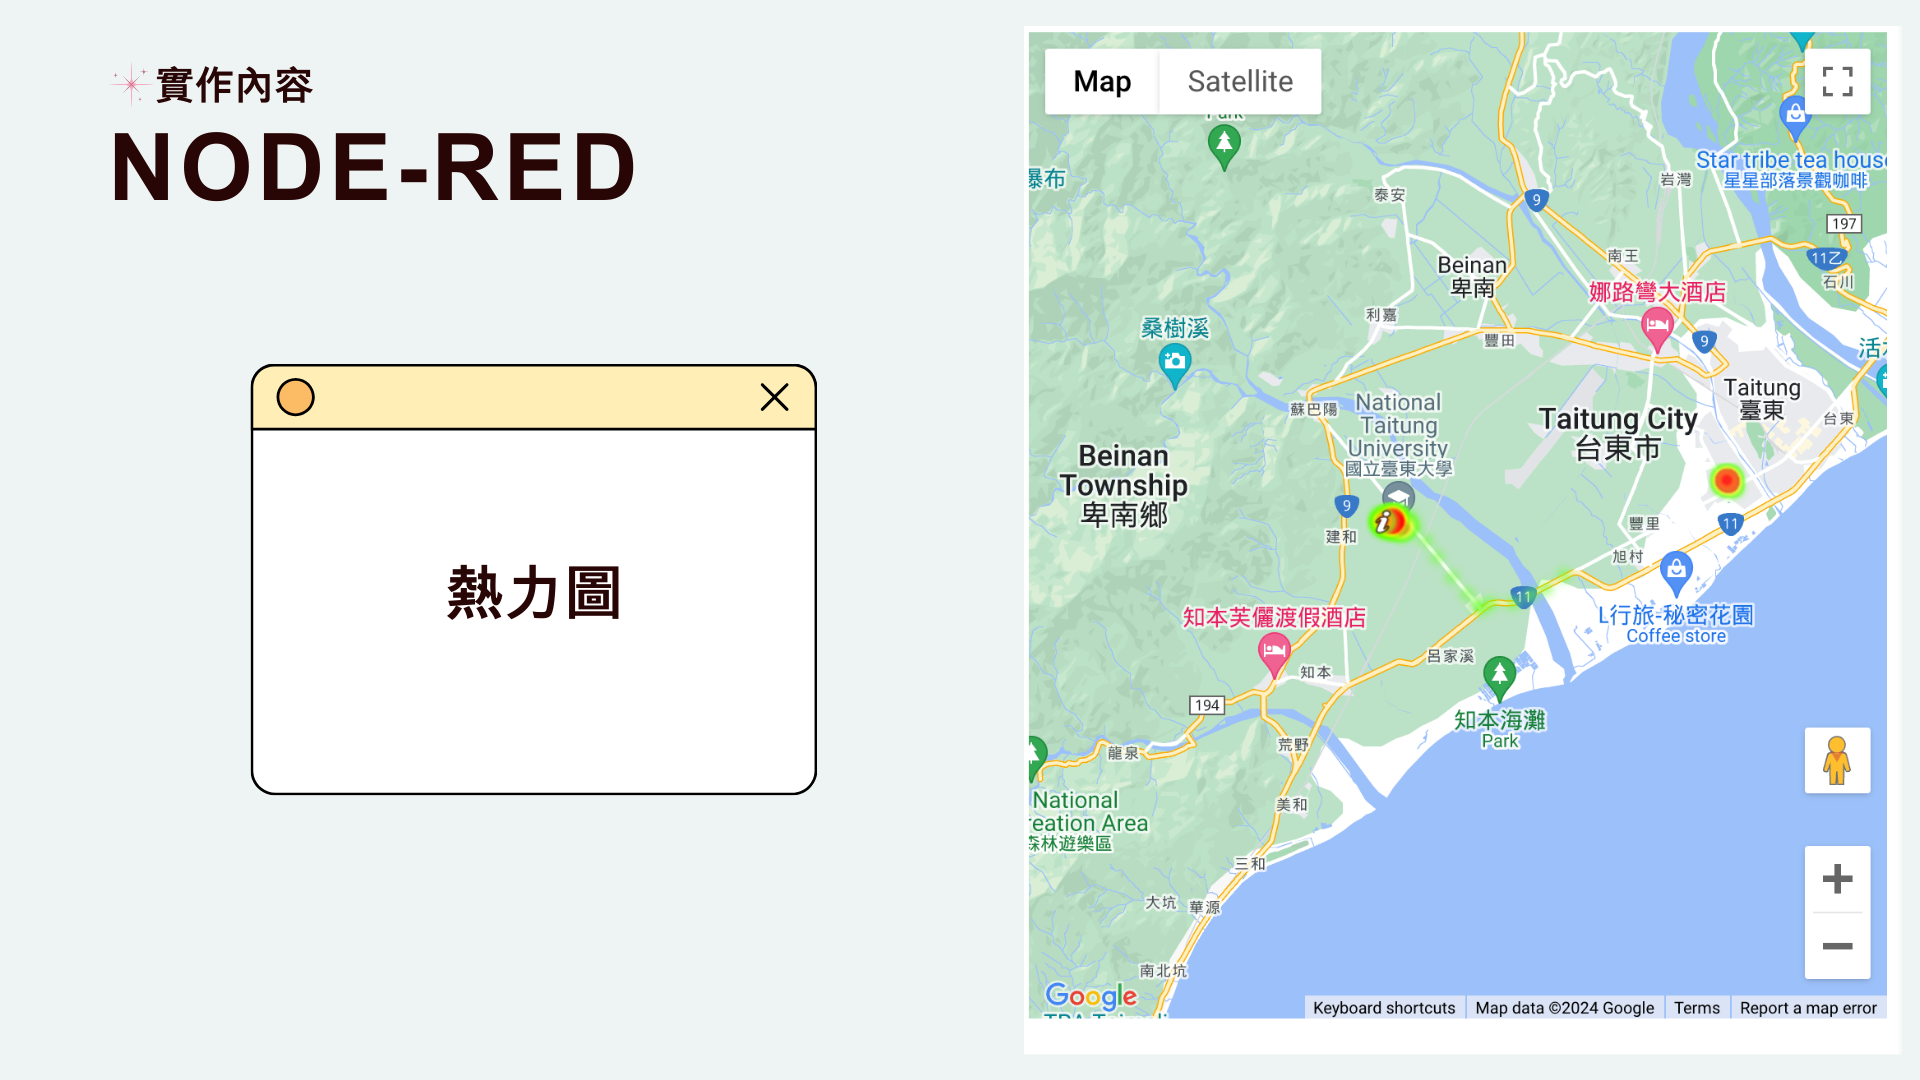 實作內容
NODE-RED
熱力圖
Map
Satellite
Park
瀑布
泰安
9
岩灣
Star tribe tea house
星星部落景觀咖啡
197
南王
11乙
石川
Beinan
卑南
娜路彎大酒店
利嘉
桑樹溪
豐田
9
Taitung
臺東
台東
蘇巴陽
National
Taitung
University
國立臺東大學
Taitung City
台東市
Beinan
Township
卑南鄉
9
建和
豐里
11
旭村
11
L行旅-秘密花園
Coffee store
知本芙儷渡假酒店
呂家溪
知本
194
知本海灘
Park
荒野
龍泉
National
reation Area
森林遊樂區
美和
三和
大坑
華源
南北坑
Google
Keyboard shortcuts
Map data ©2024 Google
Terms
Report a map error